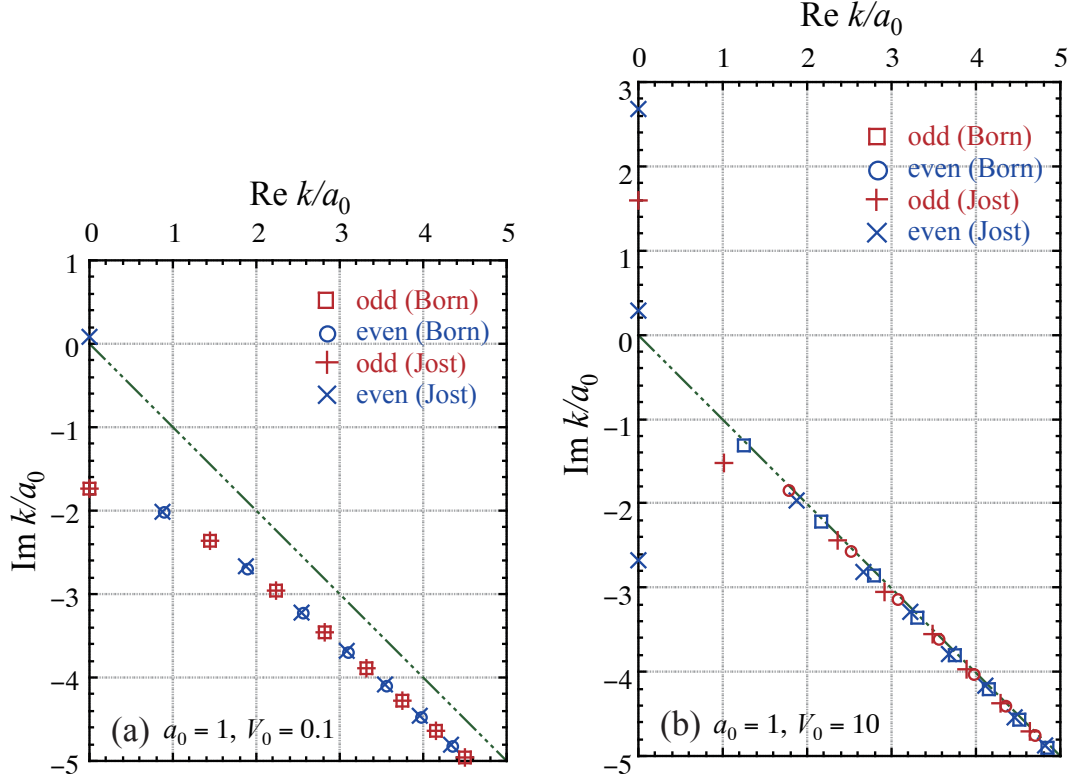 Re k/a₀
0 1 2 3 4 5
1
0
−1
−2
−3
−4
−5
Im k/a₀
odd (Born)
even (Born)
odd (Jost)
even (Jost)
(a) a₀ = 1, V₀ = 0.1
Re k/a₀
0 1 2 3 4 5
3
2
1
0
−1
−2
−3
−4
−5
Im k/a₀
odd (Born)
even (Born)
odd (Jost)
even (Jost)
(b) a₀ = 1, V₀ = 10